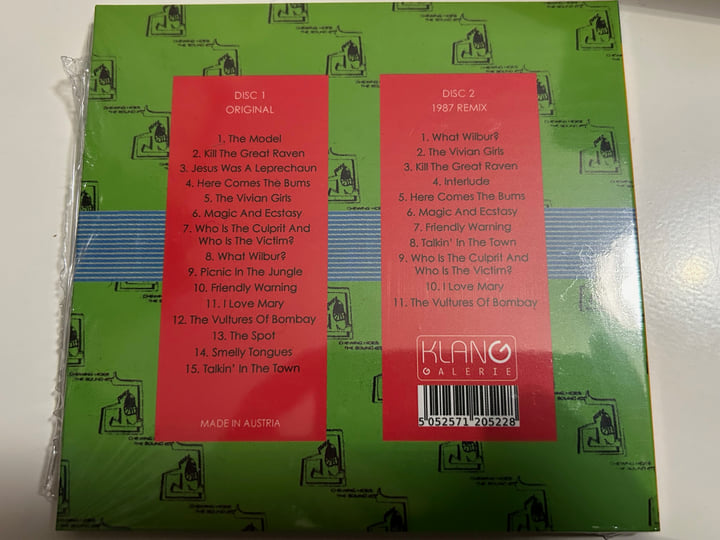 DISC 1
ORIGINAL
1. The Model
2. Kill The Great Raven
3. Jesus Was A Leprechaun
4. Here Comes The Bums
5. The Vivian Girls
6. Magic And Ecstasy
7. Who Is The Culprit And
Who Is The Victim?
8. What Wilbur?
9. Picnic In The Jungle
10. Friendly Warning
11. I Love Mary
12. The Vultures Of Bombay
13. The Spot
14. Smelly Tongues
15. Talkin' In The Town
MADE IN AUSTRIA
DISC 2
1987 REMIX
1. What Wilbur?
2. The Vivian Girls
3. Kill The Great Raven
4. Interlude
5. Here Comes The Bums
6. Magic And Ecstasy
7. Friendly Warning
8. Talkin' In The Town
9. Who Is The Culprit And
Who Is The Victim?
10. I Love Mary
11. The Vultures Of Bombay
KLANG
GALERIE
5 052571 205228